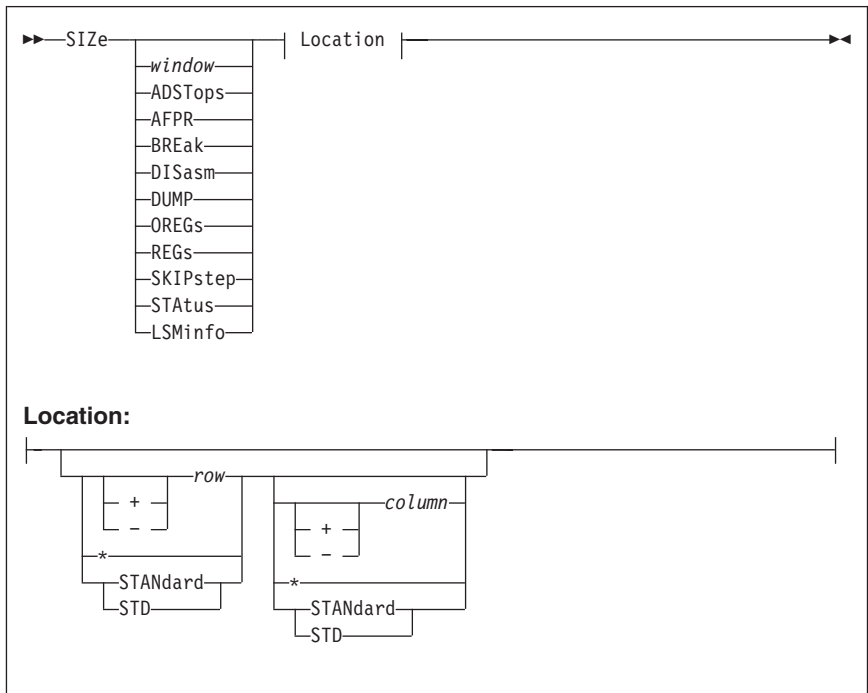 SIZe Location
window
ADSTops
AFPR
BREak
DISasm
DUMP
OREGs
REGs
SKIPstep
STAtus
LSMinfo
Location:
row
+ column
− +
−
* *
STANdard STANdard
STD STD